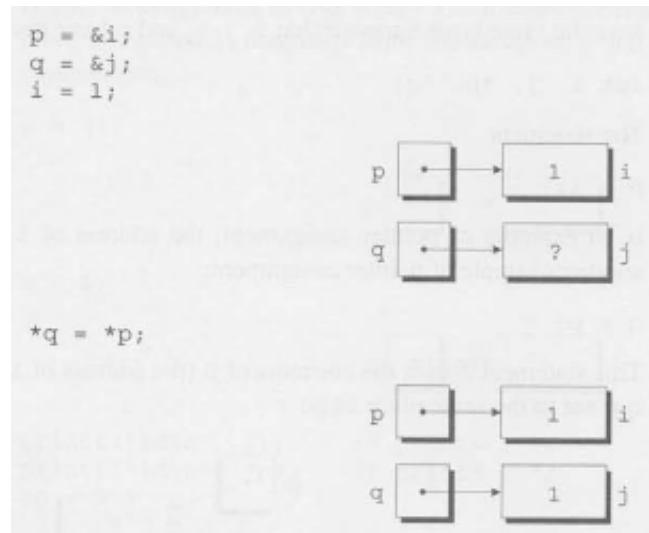 p = &i;
q = &j;
i = 1;
p 1 i
q ? j
*q = *p;
p 1 i
q 1 j